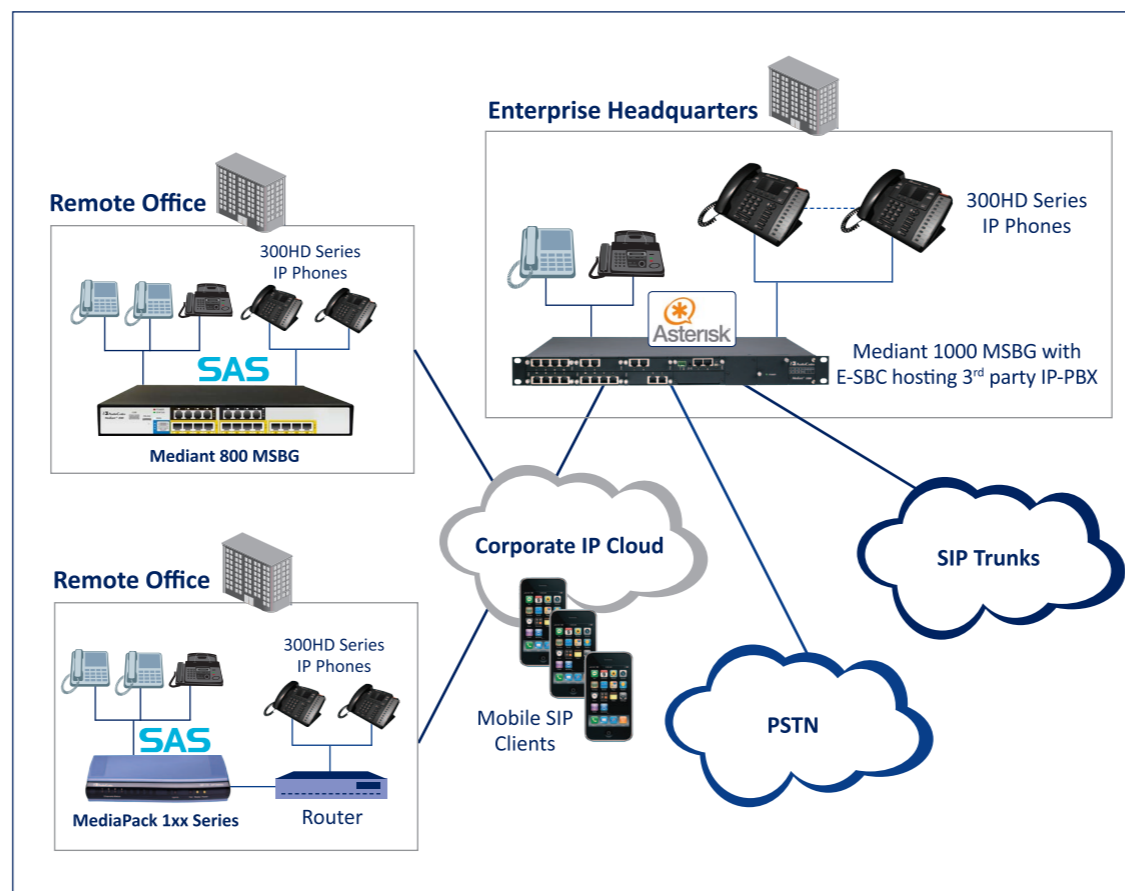 Enterprise Headquarters
300HD Series
IP Phones
Asterisk
Mediant 1000 MSBG with
E-SBC hosting 3rd party IP-PBX
Remote Office
300HD Series
IP Phones
SAS
Mediant 800 MSBG
Corporate IP Cloud
SIP Trunks
Remote Office
300HD Series
IP Phones
SAS
MediaPack 1xx Series
Router
Mobile SIP
Clients
PSTN